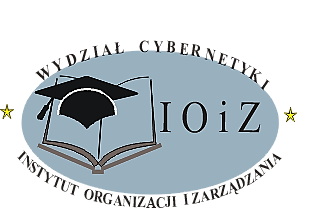 WYDZIAŁ CYBERNETYKI
IOiZ
INSTYTUT ORGANIZACJI I ZARZĄDZANIA